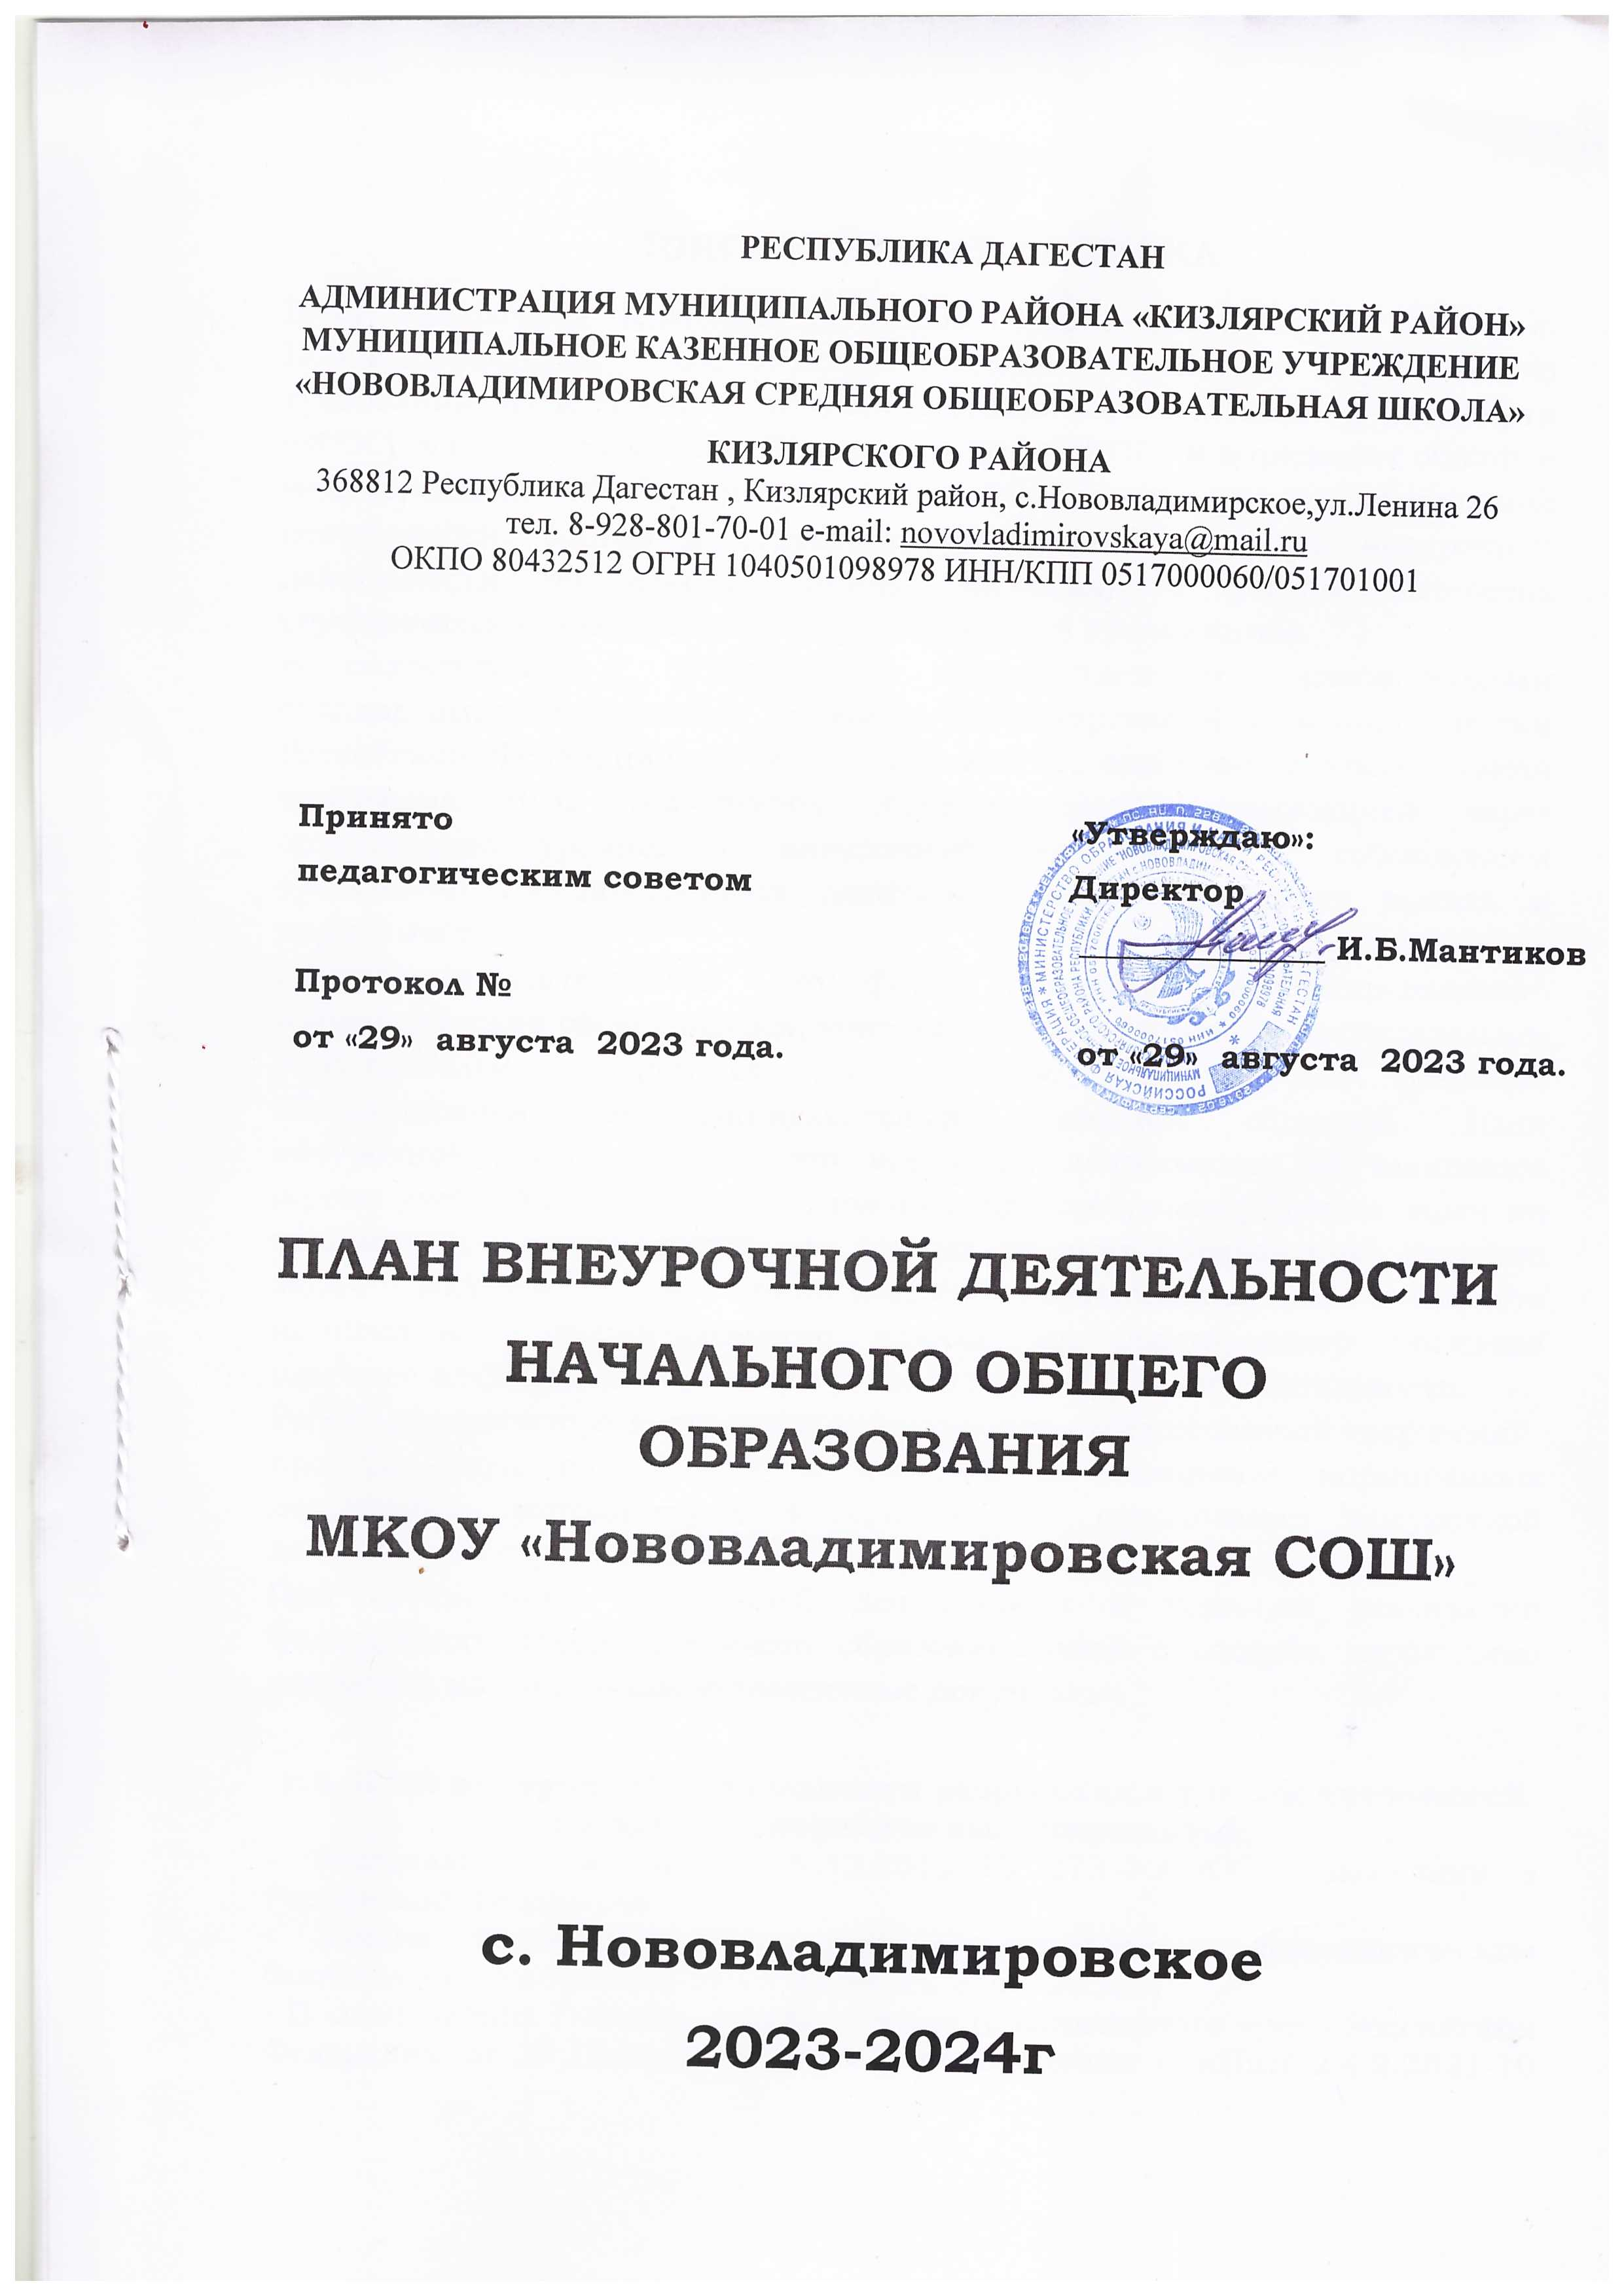 РЕСПУБЛИКА ДАГЕСТАН
АДМИНИСТРАЦИЯ МУНИЦИПАЛЬНОГО РАЙОНА «КИЗЛЯРСКИЙ РАЙОН»
МУНИЦИПАЛЬНОЕ КАЗЕННОЕ ОБЩЕОБРАЗОВАТЕЛЬНОЕ УЧРЕЖДЕНИЕ
«НОВОВЛАДИМИРОВСКАЯ СРЕДНЯЯ ОБЩЕОБРАЗОВАТЕЛЬНАЯ ШКОЛА»
КИЗЛЯРСКОГО РАЙОНА
368812 Республика Дагестан , Кизлярский район, с.Нововладимирское,ул.Ленина 26
тел. 8-928-801-70-01 e-mail: novovladimirovskaya@mail.ru
ОКПО 80432512 ОГРН 1040501098978 ИНН/КПП 0517000060/051701001
Принято
педагогическим советом
Протокол №
от «29» августа 2023 года.
«Утверждаю»:
Директор
И.Б.Мантиков
от «29» августа 2023 года.
ПЛАН ВНЕУРОЧНОЙ ДЕЯТЕЛЬНОСТИ
НАЧАЛЬНОГО ОБЩЕГО
ОБРАЗОВАНИЯ
МКОУ «Нововладимировская СОШ»
с. Нововладимировское
2023-2024г